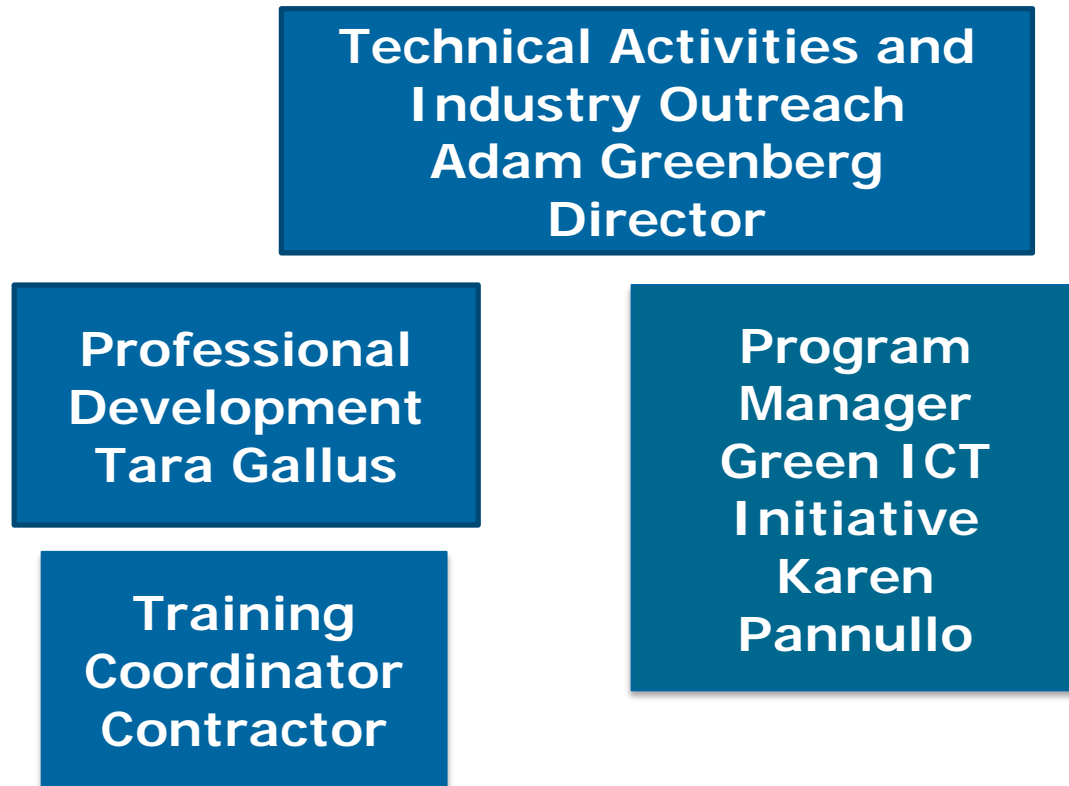 Technical Activities and
Industry Outreach
Adam Greenberg
Director
Professional
Development
Tara Gallus
Program
Manager
Green ICT
Initiative
Karen
Pannullo
Training
Coordinator
Contractor